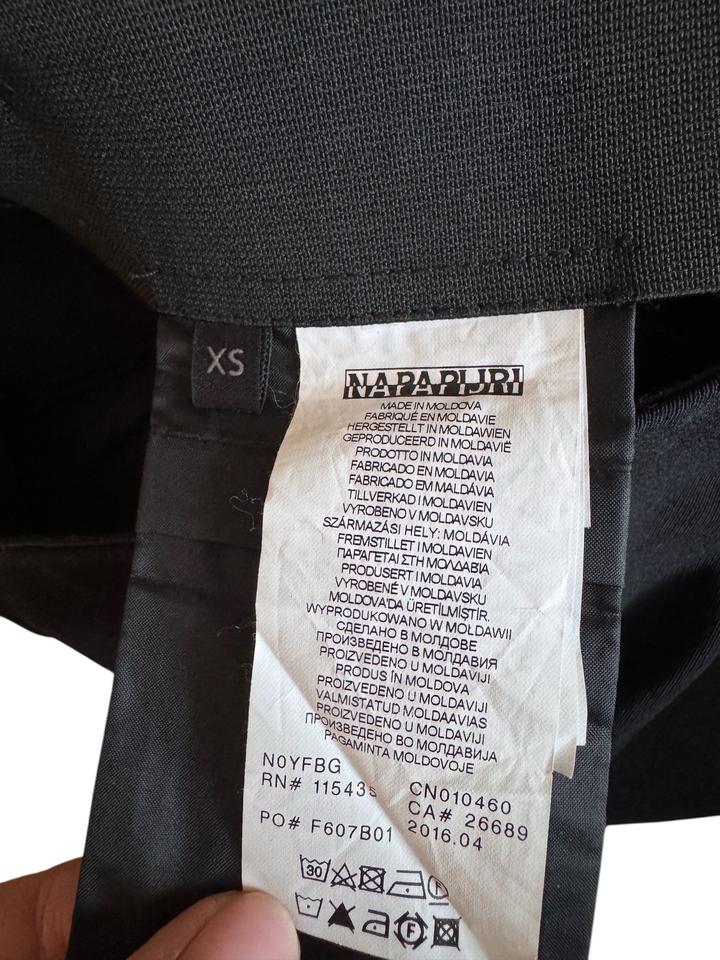 XS
NAPAPIJRI
MADE IN MOLDOVA
FABRIQUÉ EN MOLDAVIE
HERGESTELLT IN MOLDAWIEN
GEPRODUCEERD IN MOLDAVIË
PRODOTTO IN MOLDAVIA
FABRICADO EN MOLDAVIA
FABRICADO EM MALDÁVIA
TILLVERKAD I MOLDAVIEN
VYROBENO V MOLDAVSKU
SZÁRMAZÁSI HELY: MOLDÁVIA
FREMSTILLET I MOLDAVIEN
ΠΑΡΑΓΕΤΑΙ ΣΤΗ ΜΟΛΔΑΒΙΑ
PRODUSERT I MOLDAVIA
VYROBENÉ V MOLDAVSKU
MOLDOVA'DA ÜRETİLMİŞTİR.
WYPRODUKOWANO W MOŁDAWII
СДЕЛАНО В МОЛДОВЕ
ПРОИЗВЕДЕНО В МОЛДАВИЯ
PROIZVEDENO U MOLDAVIJI
PRODUS ÎN MOLDOVA
PROIZVEDENO U MOLDAVIJI
VALMISTATUD MOLDAAVIAS
PROIZVEDENO U MOLDAVIJI
ПРОИЗВЕДЕНО ВО МОЛДАВИЈА
PAGAMINTA MOLDOVOJE
N0YFBG CN010460
RN# CA# 26689
PO# F607B01 2016.04
30
F